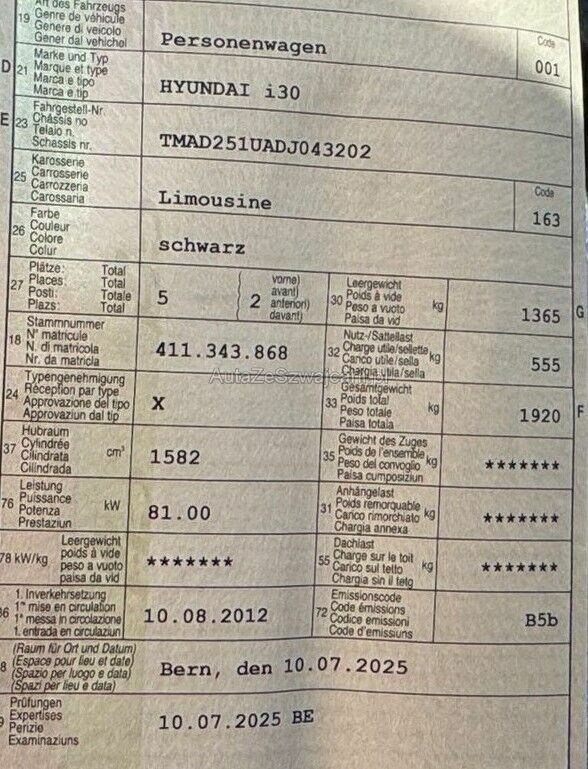 Art des Fahrzeugs
19 Genre de véhicule
Genere di veicolo
Gener dal vehichel
Personenwagen
Code
001
D 21 Marke und Typ
Marque et type
Marca e tipo
Marca e tip
HYUNDAI i30
E 23 Fahrgestell-Nr.
Châssis no
Telaio n.
Schassis nr.
TMAD251UADJ043202
25 Karosserie
Carrosserie
Carrozzeria
Carossaria
Limousine
Code
163
26 Farbe
Couleur
Colore
Colur
schwarz
27 Plätze: Total
Places: Total
Posti: Totale
Plazs: Total
5
2
vorne)
avant)
anteriori)
davant)
30 Leergewicht
Poids à vide
Peso a vuoto
Paisa da vid
kg
1365
G
18 Stammnummer
N° matricule
N. di matricola
Nr. da matricla
411.343.868
32 Nutz-/Sattellast
Charge utile/sellette
Carico utile/sella
Chargia utila/sella
kg
555
24 Typengenehmigung
Réception par type
Approvazione del tipo
Approvaziun dal tip
X
33 Gesamtgewicht
Poids total
Peso totale
Paisa totala
kg
1920
F
37 Hubraum
Cylindrée
Cilindrata
Cilindrada
cm³
1582
35 Gewicht des Zuges
Poids de l'ensemble
Peso del convoglio
Paisa cumposiziun
kg
*******
76 Leistung
Puissance
Potenza
Prestaziun
kW
81.00
31 Anhängelast
Poids remorquable
Carico rimorchiato
Chargia annexa
kg
*******
78 kW/kg
Leergewicht
poids à vide
peso a vuoto
paisa da vid
*******
55 Dachlast
Charge sur le toit
Carico sul tetto
Chargia sin il tetg
kg
*******
36 1. Inverkehrsetzung
1re mise en circulation
1a messa in circolazione
1. entrada en circulaziun
10.08.2012
72 Emissionscode
Code émissions
Codice emissioni
Code d'emissiuns
B5b
8 (Raum für Ort und Datum)
(Espace pour lieu et date)
(Spazio per luogo e data)
(Spazi per lieu e data)
Bern, den 10.07.2025
9 Prüfungen
Expertises
Perizie
Examinaziuns
10.07.2025 BE